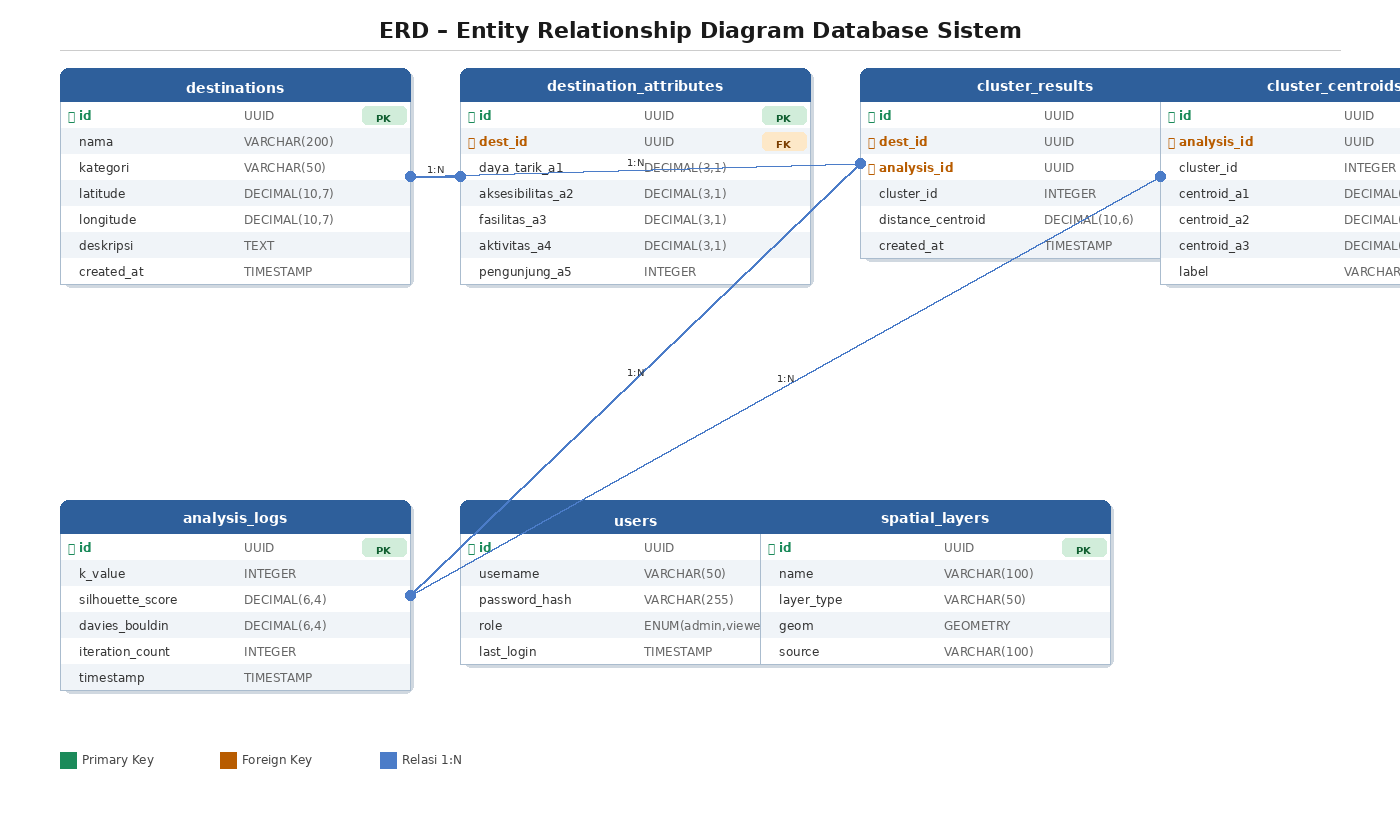 ERD – Entity Relationship Diagram Database Sistem
destinations
id UUID PK
nama VARCHAR(200)
kategori VARCHAR(50)
latitude DECIMAL(10,7)
longitude DECIMAL(10,7)
deskripsi TEXT
created_at TIMESTAMP
1:N
destination_attributes
id UUID PK
dest_id UUID FK
daya_tarik_a1 DECIMAL(3,1)
aksesibilitas_a2 DECIMAL(3,1)
fasilitas_a3 DECIMAL(3,1)
aktivitas_a4 DECIMAL(3,1)
pengunjung_a5 INTEGER
1:N
cluster_results
id UUID
dest_id UUID
analysis_id UUID
cluster_id INTEGER
distance_centroid DECIMAL(10,6)
created_at TIMESTAMP
cluster_centroids
id UUID
analysis_id UUID
cluster_id INTEGER
centroid_a1 DECIMAL(
centroid_a2 DECIMAL(
centroid_a3 DECIMAL(
label VARCHAR
1:N
1:N
analysis_logs
id UUID PK
k_value INTEGER
silhouette_score DECIMAL(6,4)
davies_bouldin DECIMAL(6,4)
iteration_count INTEGER
timestamp TIMESTAMP
users
id UUID
username VARCHAR(50)
password_hash VARCHAR(255)
role ENUM(admin,viewe
last_login TIMESTAMP
spatial_layers
id UUID PK
name VARCHAR(100)
layer_type VARCHAR(50)
geom GEOMETRY
source VARCHAR(100)
Primary Key
Foreign Key
Relasi 1:N